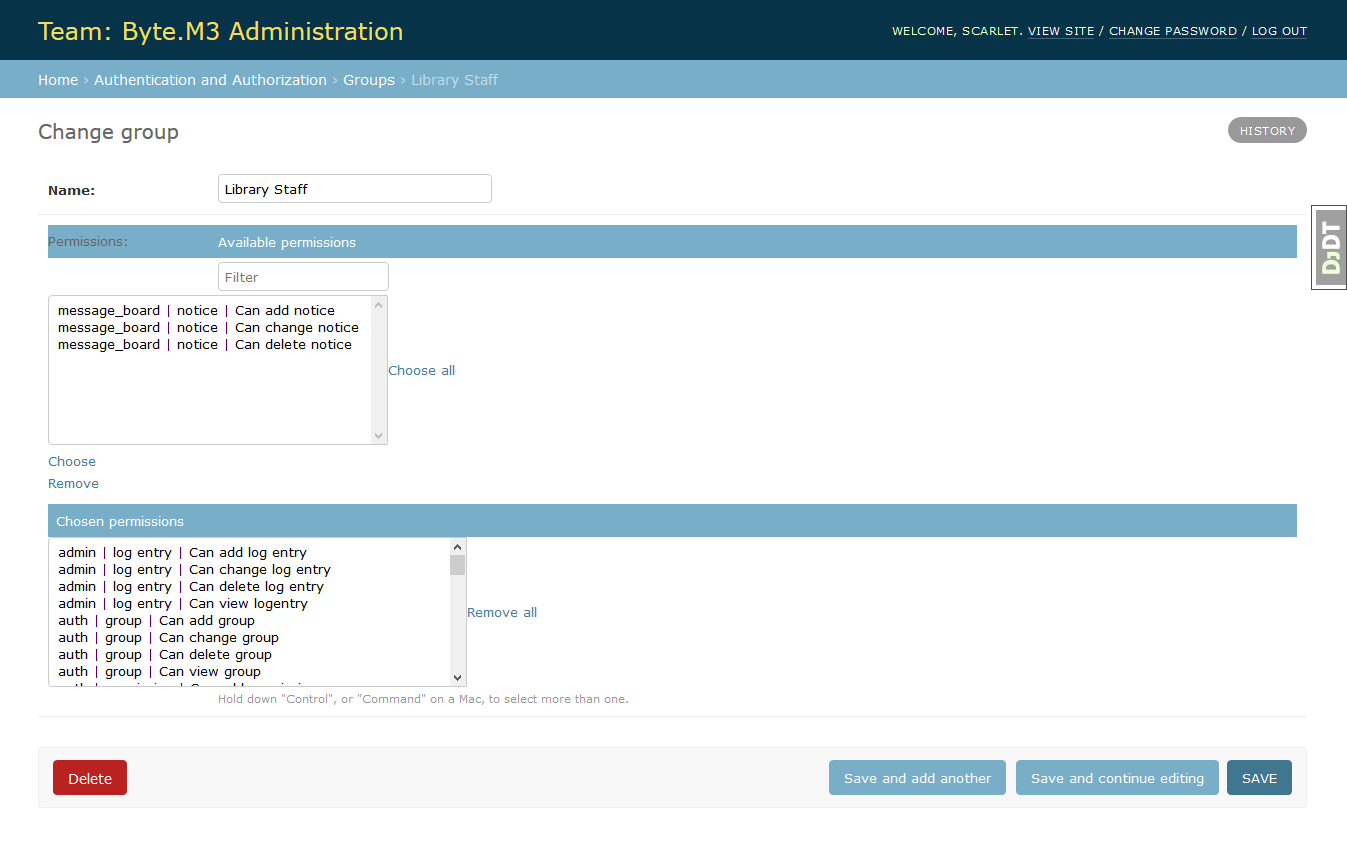 Team: Byte.M3 Administration
WELCOME, SCARLET. VIEW SITE / CHANGE PASSWORD / LOG OUT
Home › Authentication and Authorization › Groups › Library Staff
Change group
HISTORY
Name:
Library Staff
DJDT
Permissions:
Available permissions
Filter
message_board | notice | Can add notice
message_board | notice | Can change notice
message_board | notice | Can delete notice
Choose all
Choose
Remove
Chosen permissions
admin | log entry | Can add log entry
admin | log entry | Can change log entry
admin | log entry | Can delete log entry
admin | log entry | Can view logentry
auth | group | Can add group
auth | group | Can change group
auth | group | Can delete group
auth | group | Can view group
Remove all
Hold down "Control", or "Command" on a Mac, to select more than one.
Delete
Save and add another
Save and continue editing
SAVE